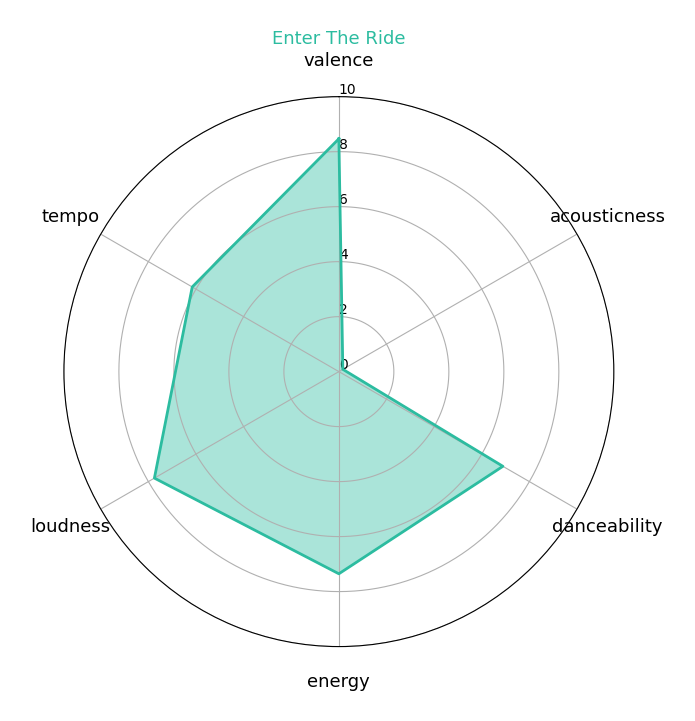 Enter The Ride
valence
10
8
6
4
2
0
tempo
acousticness
loudness
danceability
energy